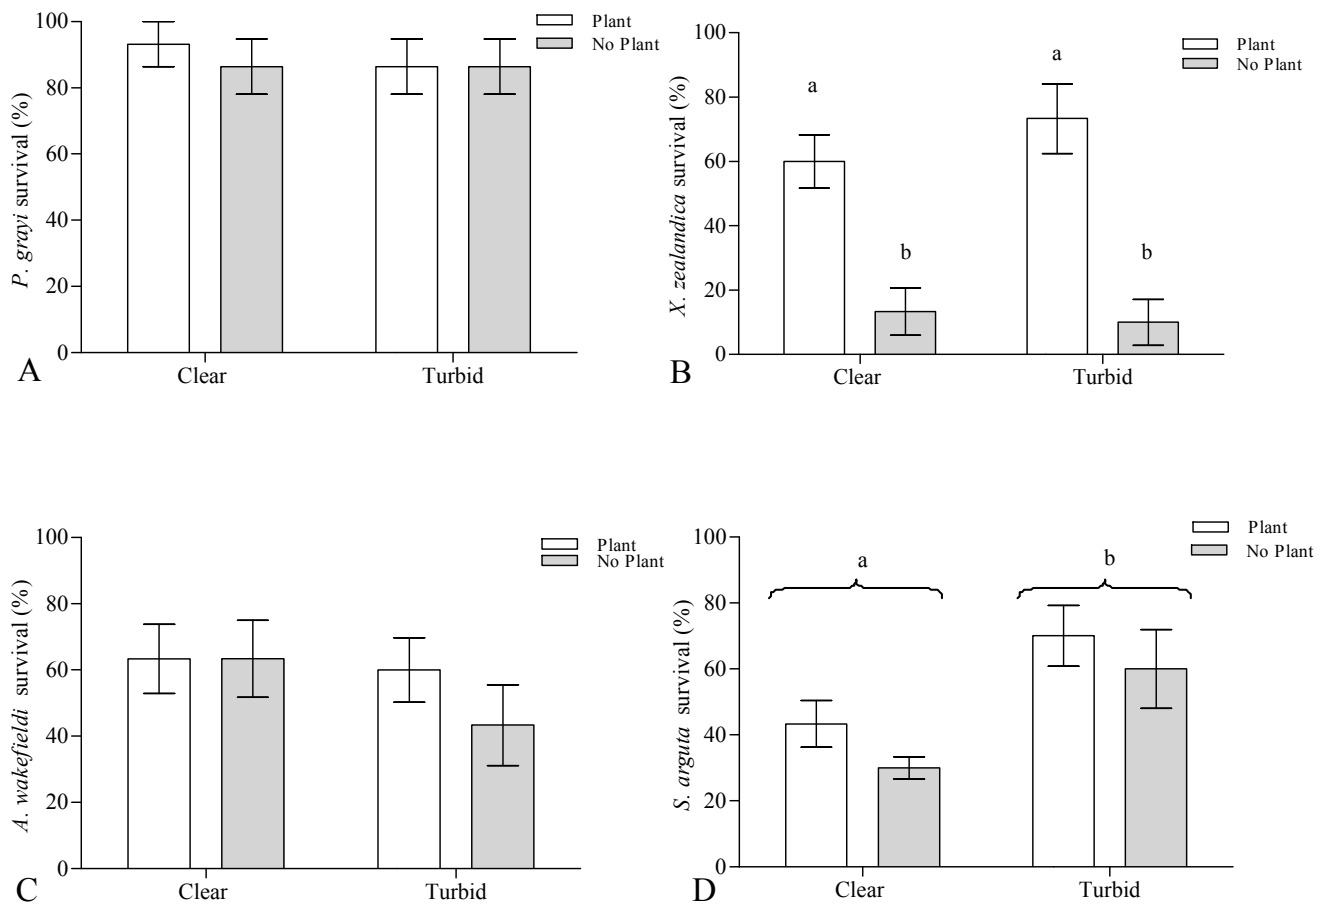 100
80
60
40
20
0
P. grayi survival (%)
Plant
No Plant
Clear
Turbid
A
100
80
60
40
20
0
X. zealandica survival (%)
Plant
No Plant
a
b
a
b
Clear
Turbid
B
100
80
60
40
20
0
A. wakefieldi survival (%)
Plant
No Plant
Clear
Turbid
C
100
80
60
40
20
0
S. arguta survival (%)
Plant
No Plant
a
b
Clear
Turbid
D